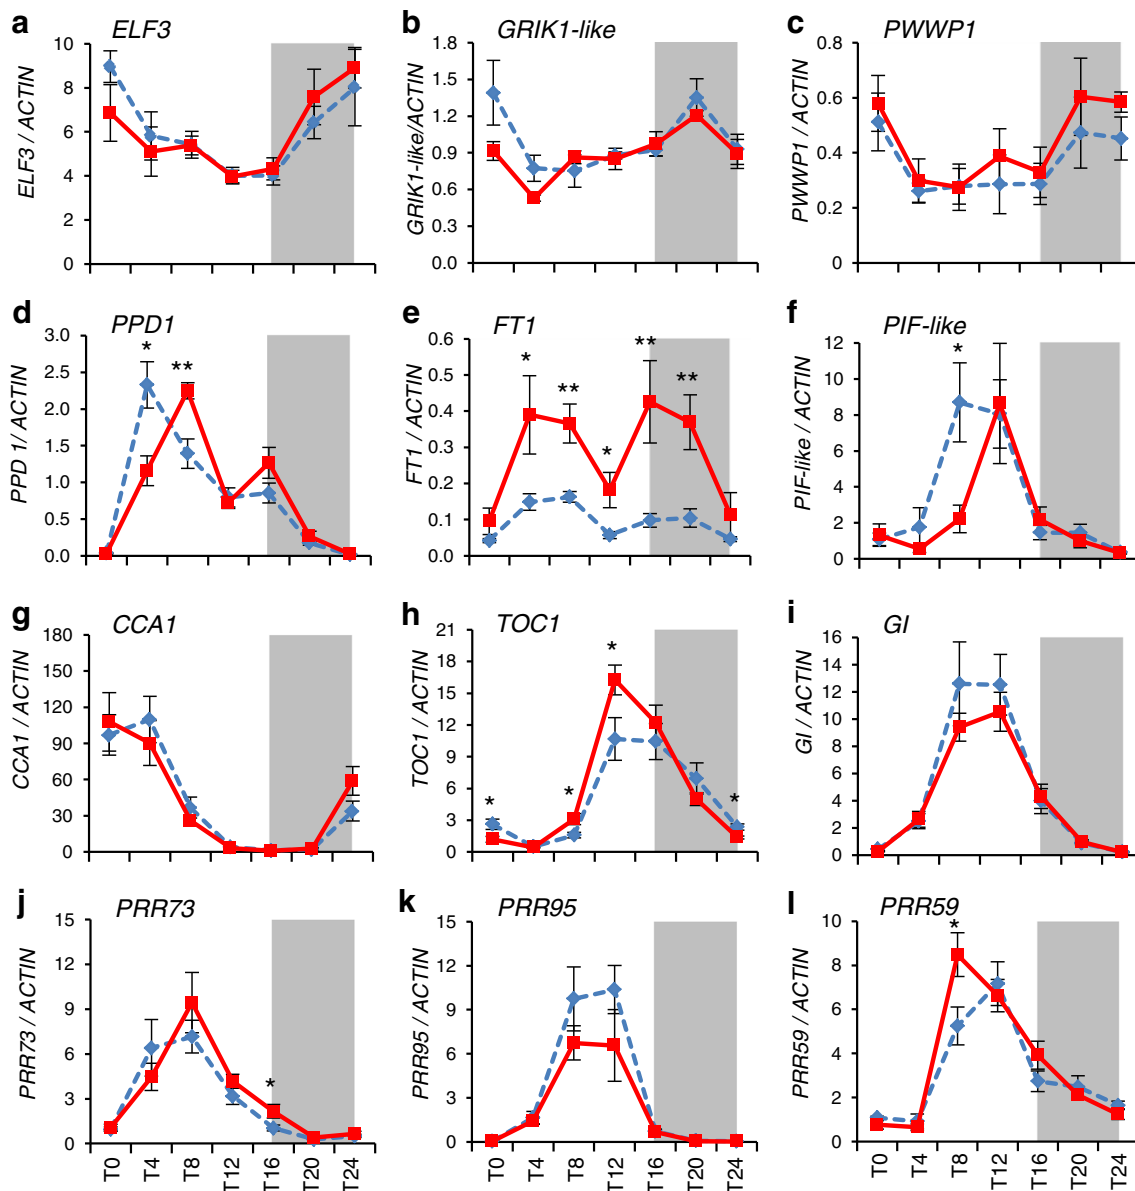 a ELF3
ELF3 / ACTIN
10
8
6
4
2
0
b GRIK1-like
GRIK1-like/ACTIN
1.8
1.5
1.2
0.9
0.6
0.3
0.0
c PWWP1
PWWP1 / ACTIN
0.8
0.6
0.4
0.2
0
d PPD1
PPD 1/ ACTIN
3.0
2.5
2.0
1.5
1.0
0.5
0.0
* **
e FT1
FT1 / ACTIN
0.6
0.5
0.4
0.3
0.2
0.1
0.0
* ** * ** **
f PIF-like
PIF-like / ACTIN
12
10
8
6
4
2
0
*
g CCA1
CCA1 / ACTIN
180
150
120
90
60
30
0
h TOC1
TOC1 / ACTIN
21
18
15
12
9
6
3
0
* * * *
i GI
GI / ACTIN
16
14
12
10
8
6
4
2
0
j PRR73
PRR73 / ACTIN
15
12
9
6
3
0
*
T0 T4 T8 T12 T16 T20 T24
k PRR95
PRR95 / ACTIN
15
12
9
6
3
0
T0 T4 T8 T12 T16 T20 T24
l PRR59
PRR59 / ACTIN
10
8
6
4
2
0
*
T0 T4 T8 T12 T16 T20 T24